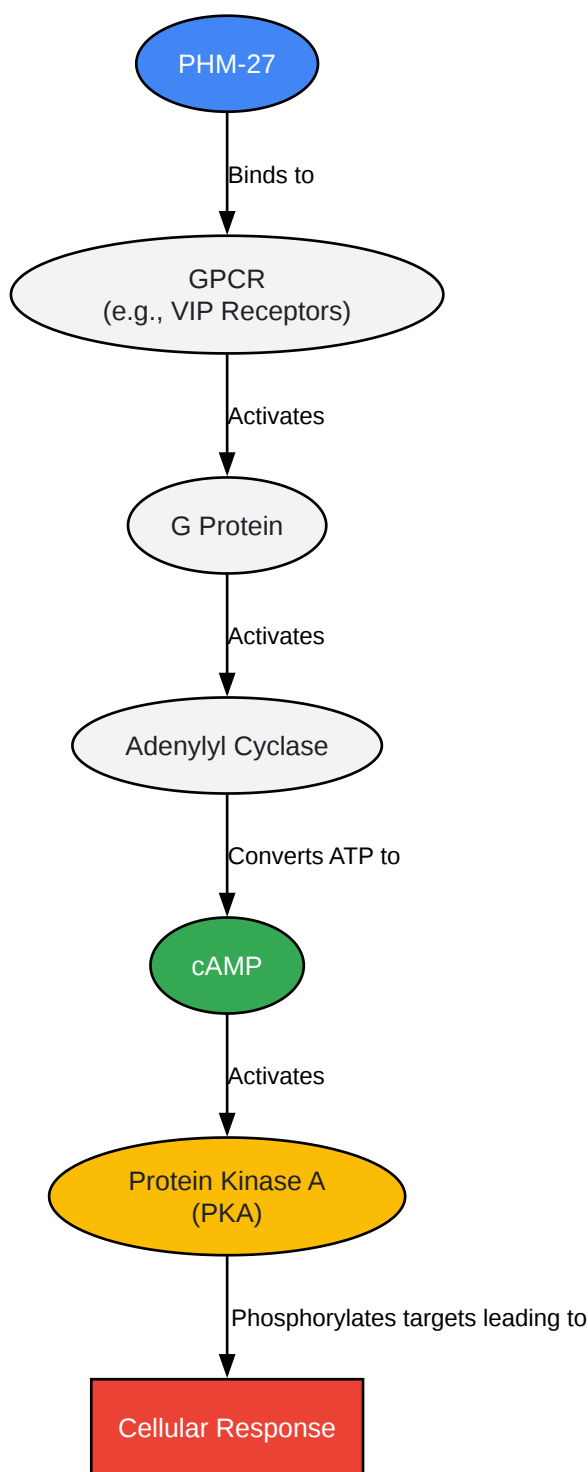 PHM-27
Binds to
GPCR
(e.g., VIP Receptors)
Activates
G Protein
Activates
Adenylyl Cyclase
Converts ATP to
cAMP
Activates
Protein Kinase A
(PKA)
Phosphorylates targets leading to
Cellular Response